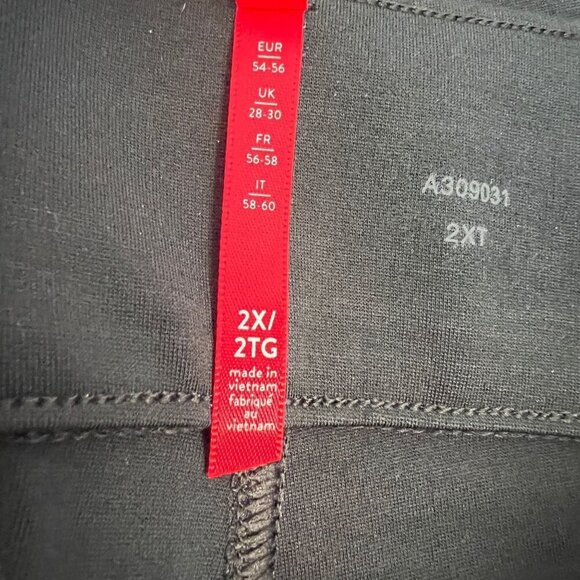 EUR
54-56
UK
28-30
FR
56-58
IT
58-60
2X/
2TG
made in
vietnam
fabriqué
au
vietnam
A309031
2XT